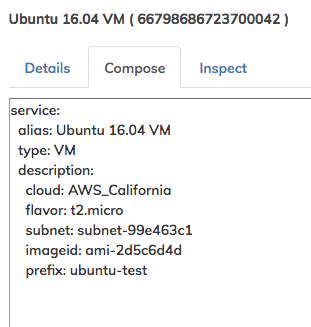 Ubuntu 16.04 VM ( 66798686723700042 )
Details Compose Inspect
service:
alias: Ubuntu 16.04 VM
type: VM
description:
cloud: AWS_California
flavor: t2.micro
subnet: subnet-99e463c1
imageid: ami-2d5c6d4d
prefix: ubuntu-test